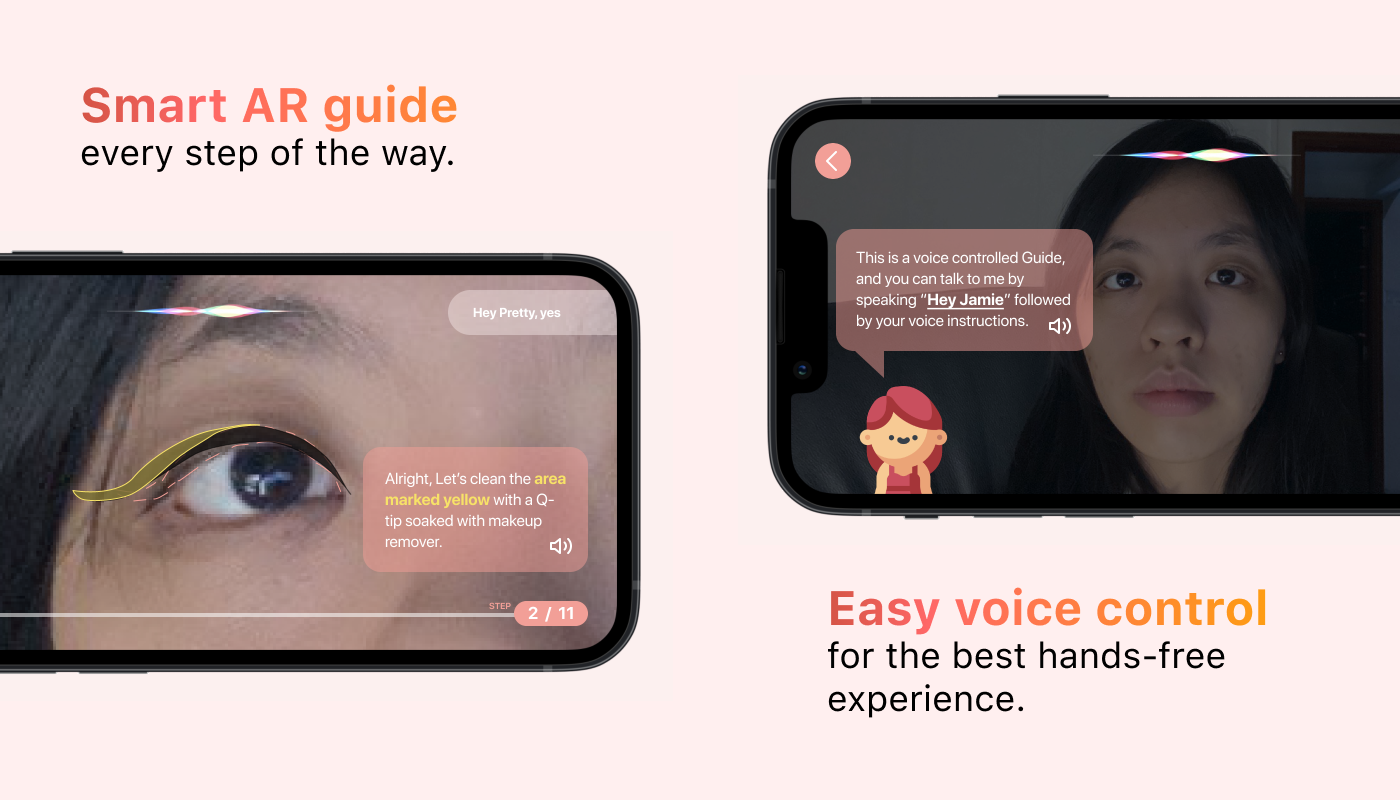 Smart AR guide
every step of the way.
Hey Pretty, yes
Alright, Let's clean the area
marked yellow with a Q-
tip soaked with makeup
remover.
STEP
2 / 11
This is a voice controlled Guide,
and you can talk to me by
speaking “Hey Jamie” followed
by your voice instructions.
Easy voice control
for the best hands-free
experience.